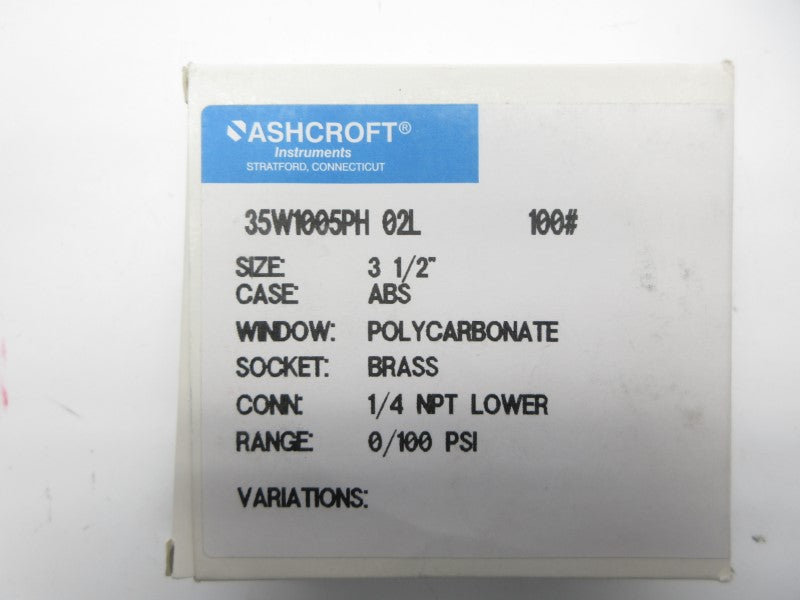 ASHCROFT®
Instruments
STRATFORD, CONNECTICUT
35W1005PH 02L 100#
SIZE: 3 1/2"
CASE: ABS
WINDOW: POLYCARBONATE
SOCKET: BRASS
CONN: 1/4 NPT LOWER
RANGE: 0/100 PSI
VARIATIONS: